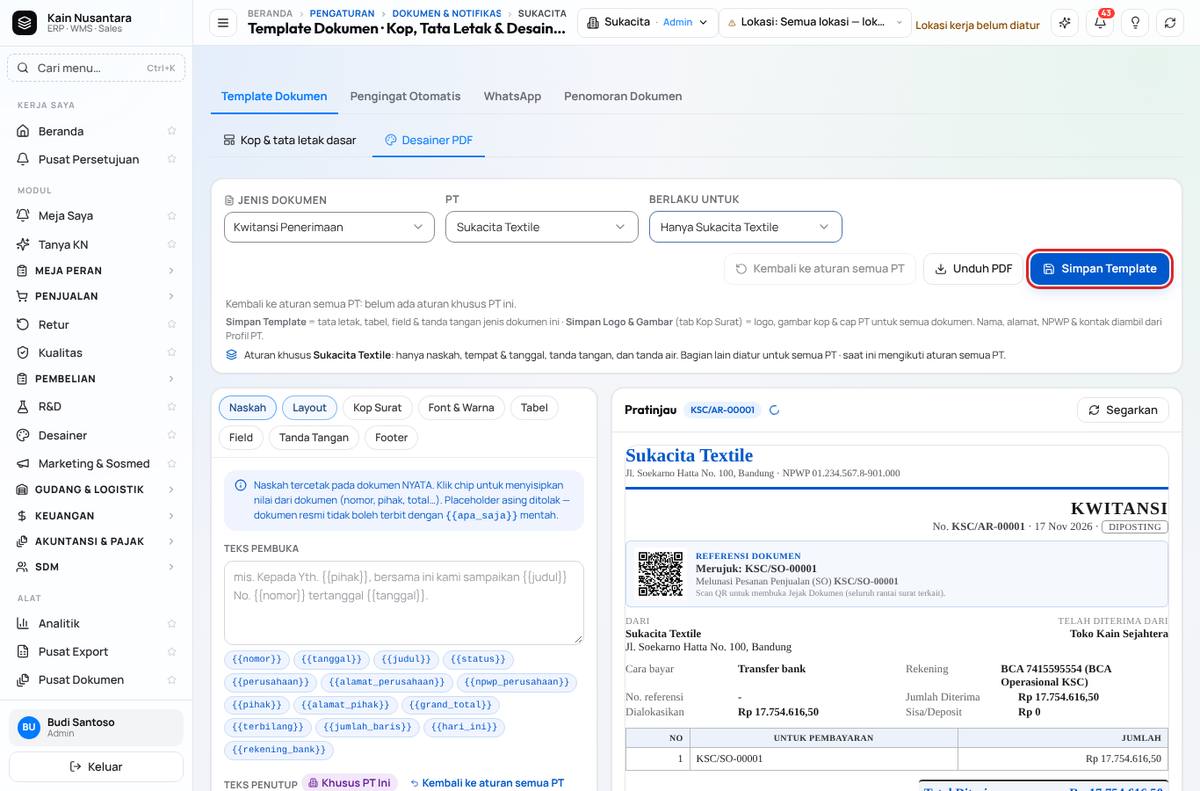 Kain Nusantara
ERP · WMS · Sales
Cari menu... Ctrl+K
KERJA SAYA
Beranda
Pusat Persetujuan
MODUL
Meja Saya
Tanya KN
MEJA PERAN
PENJUALAN
Retur
Kualitas
PEMBELIAN
R&D
Desainer
Marketing & Sosmed
GUDANG & LOGISTIK
KEUANGAN
AKUNTANSI & PAJAK
SDM
ALAT
Analitik
Pusat Export
Pusat Dokumen
BU Budi Santoso
Admin
Keluar
BERANDA > PENGATURAN > DOKUMEN & NOTIFIKAS > SUKACITA
Template Dokumen · Kop, Tata Letak & Desain...
Sukacita · Admin
Lokasi: Semua lokasi — lok...
Lokasi kerja belum diatur
43
Template Dokumen Pengingat Otomatis WhatsApp Penomoran Dokumen
Kop & tata letak dasar Desainer PDF
JENIS DOKUMEN PT BERLAKU UNTUK
Kwitansi Penerimaan Sukacita Textile Hanya Sukacita Textile
Kembali ke aturan semua PT Unduh PDF Simpan Template
Kembali ke aturan semua PT: belum ada aturan khusus PT ini.
Simpan Template = tata letak, tabel, field & tanda tangan jenis dokumen ini · Simpan Logo & Gambar (tab Kop Surat) = logo, gambar kop & cap PT untuk semua dokumen. Nama, alamat, NPWP & kontak diambil dari
Profil PT.
Aturan khusus Sukacita Textile: hanya naskah, tempat & tanggal, tanda tangan, dan tanda air. Bagian lain diatur untuk semua PT · saat ini mengikuti aturan semua PT.
Naskah Layout Kop Surat Font & Warna Tabel
Field Tanda Tangan Footer
Naskah tercetak pada dokumen NYATA. Klik chip untuk menyisipkan
nilai dari dokumen (nomor, pihak, total...). Placeholder asing ditolak —
dokumen resmi tidak boleh terbit dengan {{apa_saja}} mentah.
TEKS PEMBUKA
mis. Kepada Yth. {{pihak}}, bersama ini kami sampaikan {{judul}}
No. {{nomor}} tertanggal {{tanggal}}.
{{nomor}} {{tanggal}} {{judul}} {{status}}
{{perusahaan}} {{alamat_perusahaan}} {{npwp_perusahaan}}
{{pihak}} {{alamat_pihak}} {{grand_total}}
{{terbilang}} {{jumlah_baris}} {{hari_ini}}
{{rekening_bank}}
TEKS PENUTUP Khusus PT Ini Kembali ke aturan semua PT
Pratinjau KSC/AR-00001 Segarkan
Sukacita Textile
Jl. Soekarno Hatta No. 100, Bandung · NPWP 01.234.567.8-901.000
KWITANSI
No. KSC/AR-00001 · 17 Nov 2026 · DIPOSTING
REFERENSI DOKUMEN
Merujuk: KSC/SO-00001
Melunasi Pesanan Penjualan (SO) KSC/SO-00001
Scan QR untuk membuka Jejak Dokumen (seluruh rantai surat terkait).
DARI TELAH DITERIMA DARI
Sukacita Textile Toko Kain Sejahtera
Jl. Soekarno Hatta No. 100, Bandung
Cara bayar Transfer bank Rekening BCA 7415595554 (BCA
Operasional KSC)
No. referensi - Jumlah Diterima Rp 17.754.616,50
Dialokasikan Rp 17.754.616,50 Sisa/Deposit Rp 0
NO UNTUK PEMBAYARAN JUMLAH
1 KSC/SO-00001 Rp 17.754.616,50
Total Diterima Rp 17.754.616,50